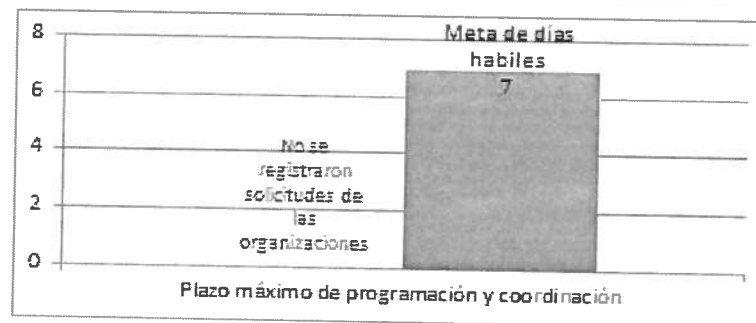 8
6
4
2
0
Meta de días
habiles
7
No se
registraron
solicitudes de
las
organizaciones
Plazo máximo de programación y coordinación